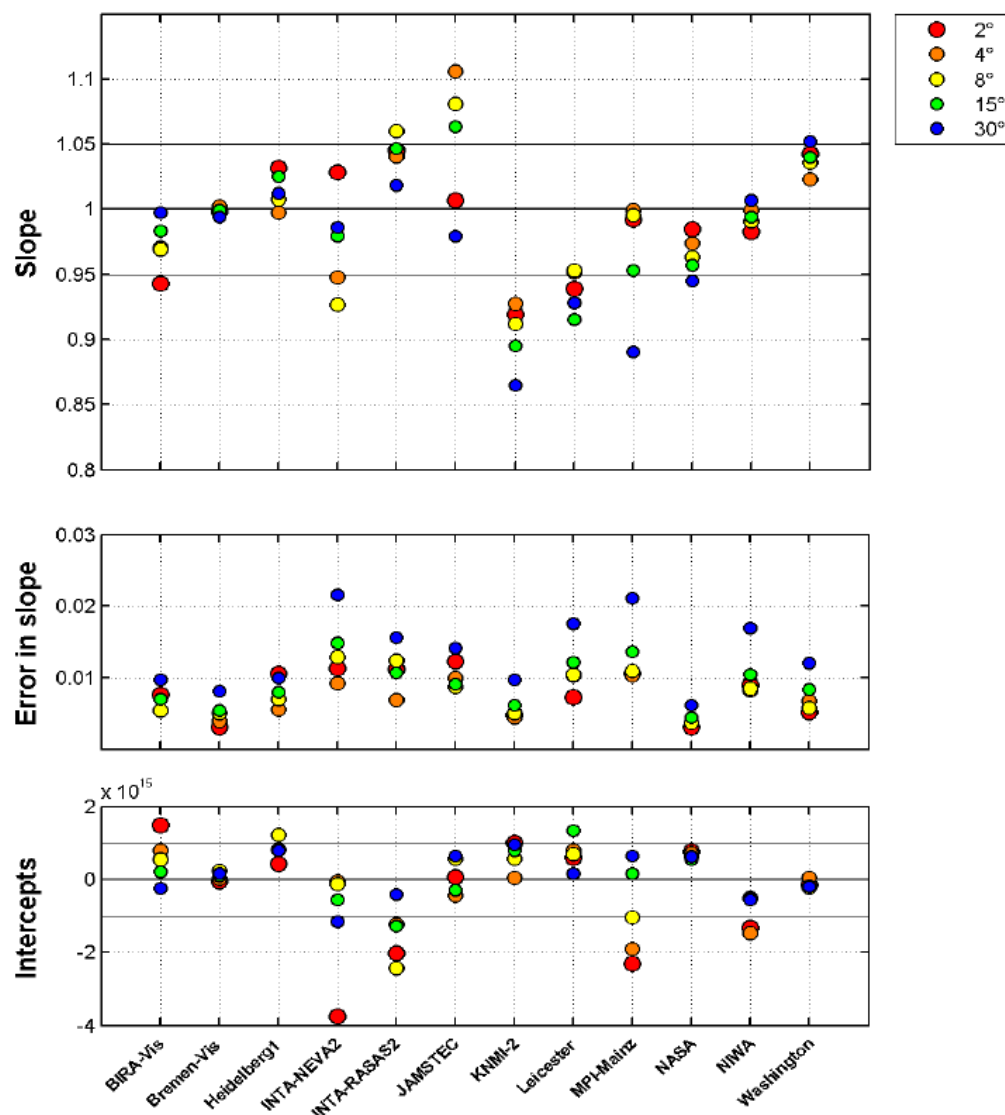 2°
4°
8°
15°
30°
Slope
1.1
1.05
1
0.95
0.9
0.85
0.8
Error in slope
0.03
0.02
0.01
x 10¹⁵
Intercepts
2
0
-2
-4
BIRA-Vis
Bremen-Vis
Heidelberg1
INTA-NEVA2
INTA-RASAS2
JAMSTEC
KNMI-2
Leicester
MPI-Mainz
NASA
NIWA
Washington